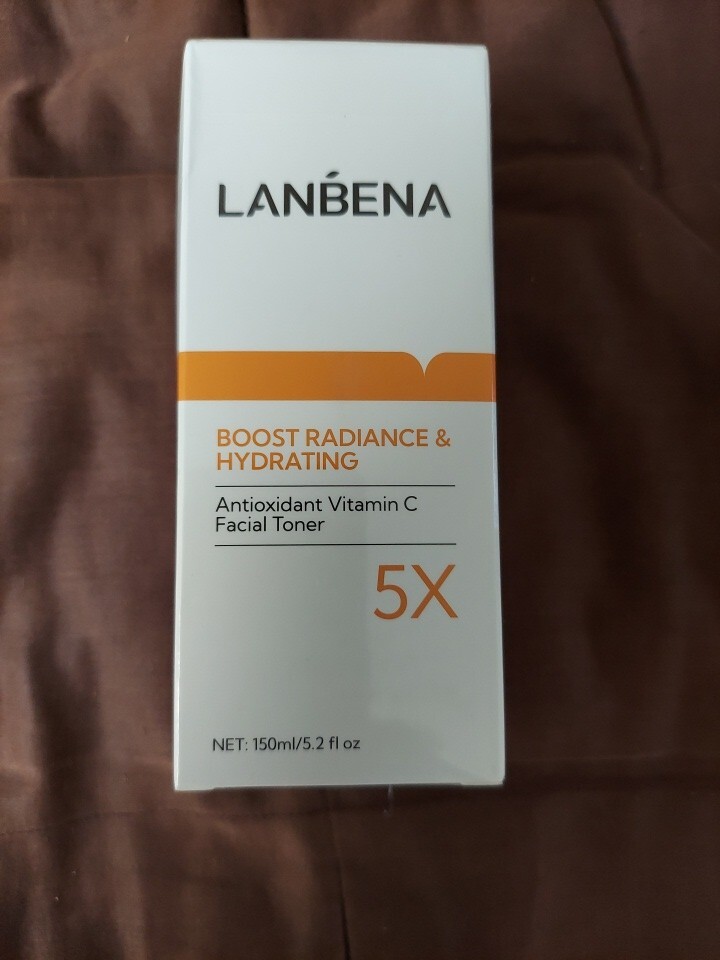 LANBENA
BOOST RADIANCE &
HYDRATING
Antioxidant Vitamin C
Facial Toner
5X
NET: 150ml/5.2 fl oz